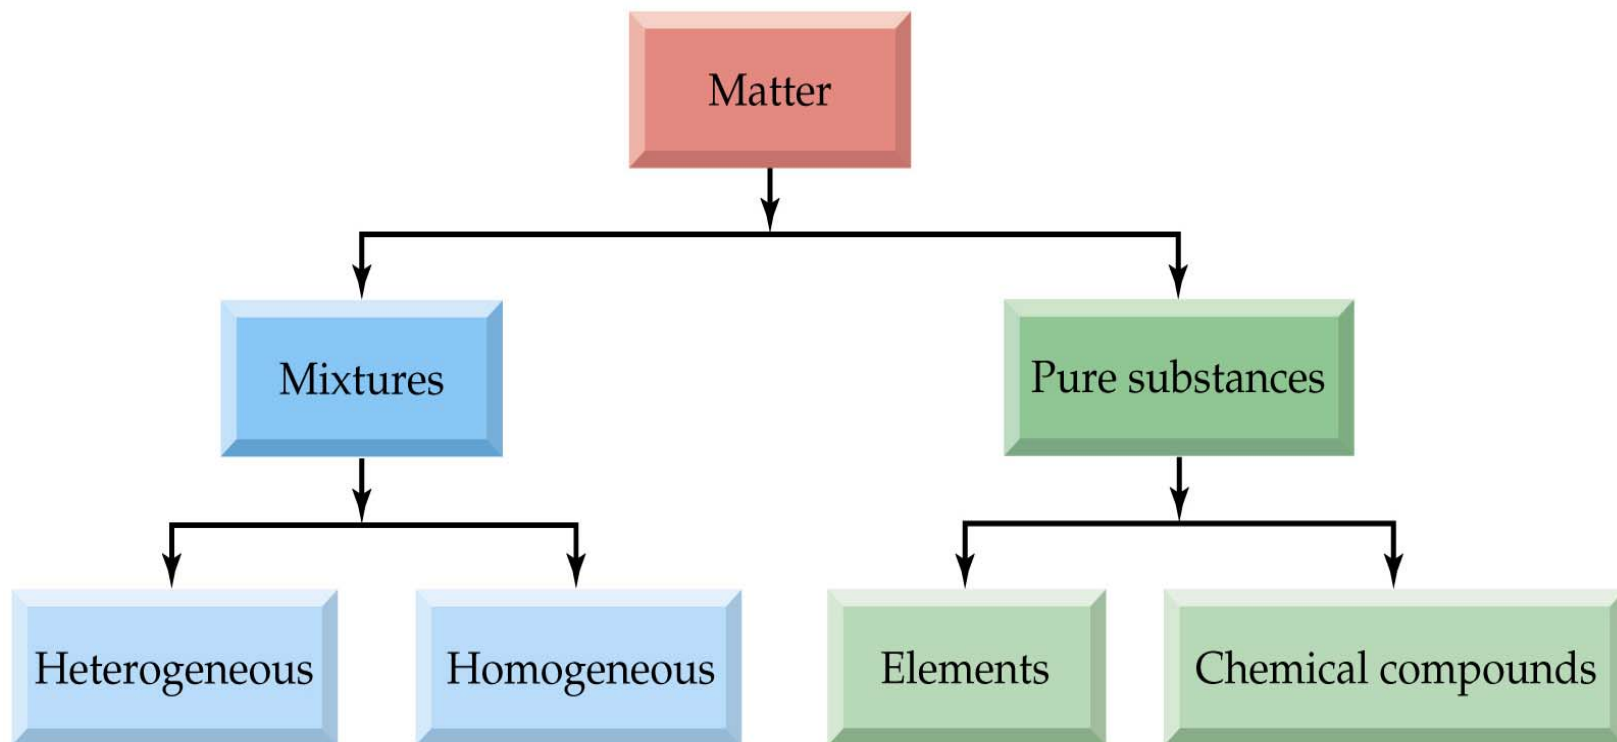 Matter
Mixtures
Pure substances
Heterogeneous
Homogeneous
Elements
Chemical compounds